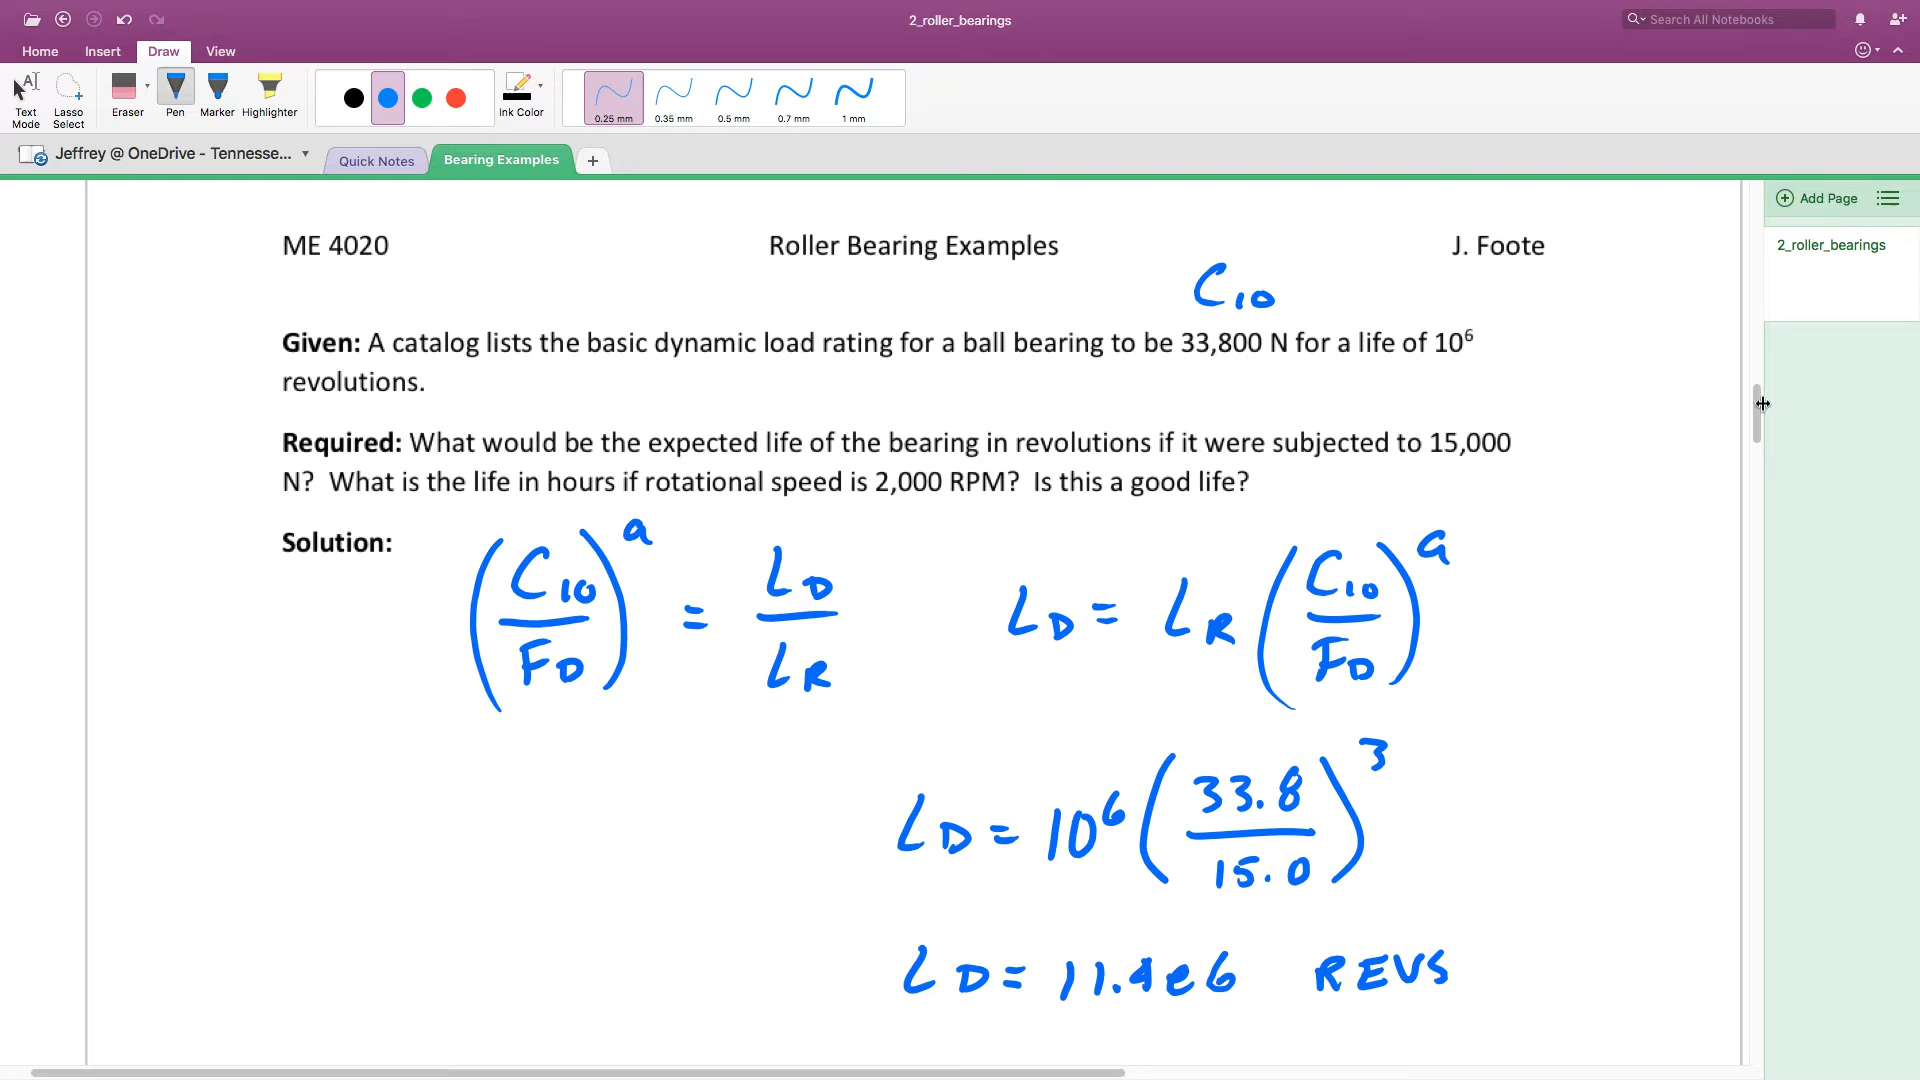 2_roller_bearings
Search All Notebooks
Home Insert Draw View
Text Mode
Lasso Select
Eraser
Pen
Marker
Highlighter
Ink Color
0.25 mm
0.35 mm
0.5 mm
0.7 mm
1 mm
Jeffrey @ OneDrive - Tennesse...
Quick Notes
Bearing Examples
Add Page
2_roller_bearings
ME 4020 Roller Bearing Examples J. Foote
C10
Given: A catalog lists the basic dynamic load rating for a ball bearing to be 33,800 N for a life of 10⁶
revolutions.
Required: What would be the expected life of the bearing in revolutions if it were subjected to 15,000
N? What is the life in hours if rotational speed is 2,000 RPM? Is this a good life?
Solution:
(C10/FD)^a = LD/LR
LD = LR (C10/FD)^a
LD = 10⁶ (33.8/15.0)³
LD = 11.4e6 REVS